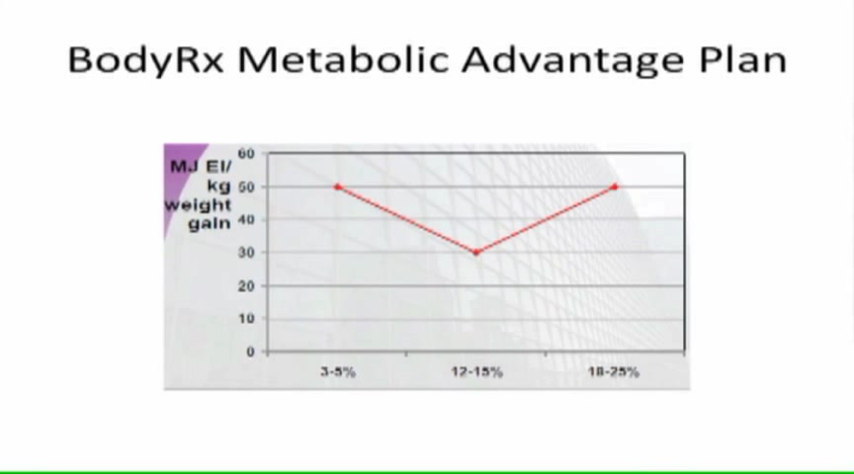 BodyRx Metabolic Advantage Plan
MJ EI/
kg
weight
gain
60
50
40
30
20
10
0
3-5%
12-15%
18-25%